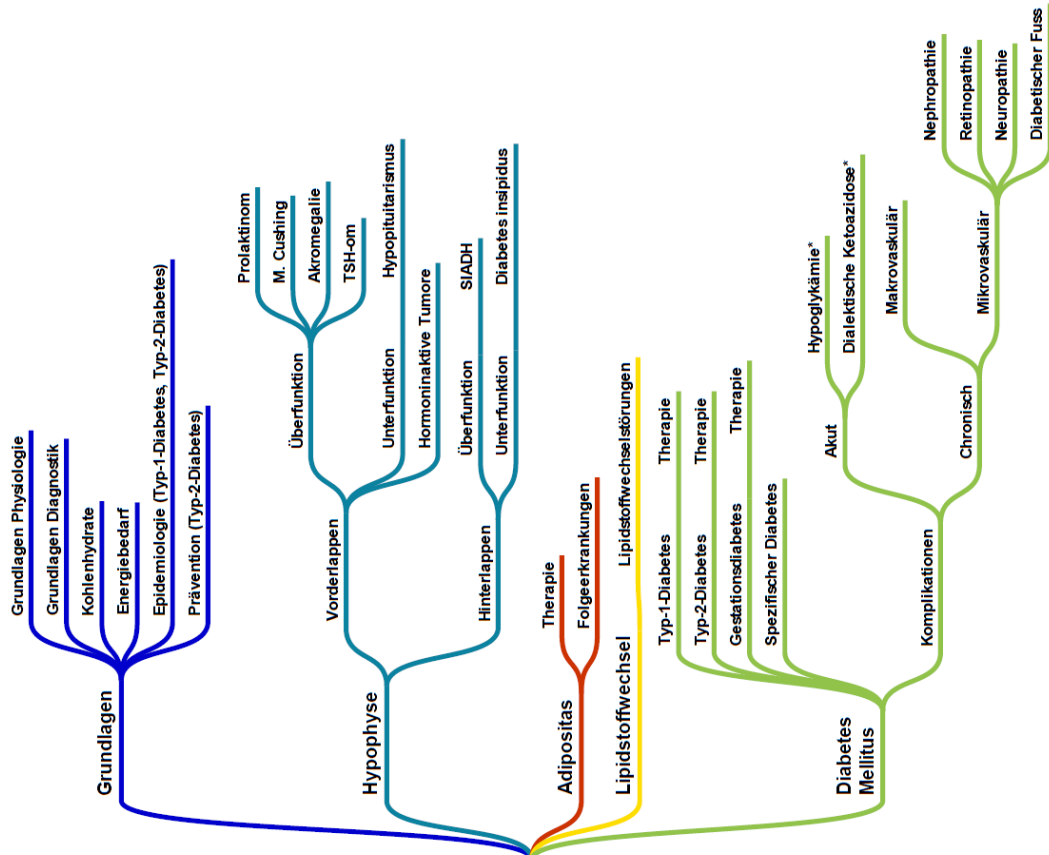 Grundlagen
Grundlagen Physiologie
Grundlagen Diagnostik
Kohlenhydrate
Energiebedarf
Epidemiologie (Typ-1-Diabetes, Typ-2-Diabetes)
Prävention (Typ-2-Diabetes)
Hypophyse
Vorderlappen
Überfunktion
Prolaktinom
M. Cushing
Akromegalie
TSH-om
Unterfunktion
Hypopituitarismus
Hormoninaktive Tumore
Hinterlappen
Überfunktion
SIADH
Unterfunktion
Diabetes insipidus
Adipositas
Therapie
Folgeerkrankungen
Lipidstoffwechsel
Lipidstoffwechselstörungen
Diabetes
Mellitus
Typ-1-Diabetes
Therapie
Typ-2-Diabetes
Therapie
Gestationsdiabetes
Therapie
Spezifischer Diabetes
Komplikationen
Akut
Hypoglykämie*
Dialektische Ketoazidose*
Chronisch
Makrovaskulär
Mikrovaskulär
Nephropathie
Retinopathie
Neuropathie
Diabetischer Fuss